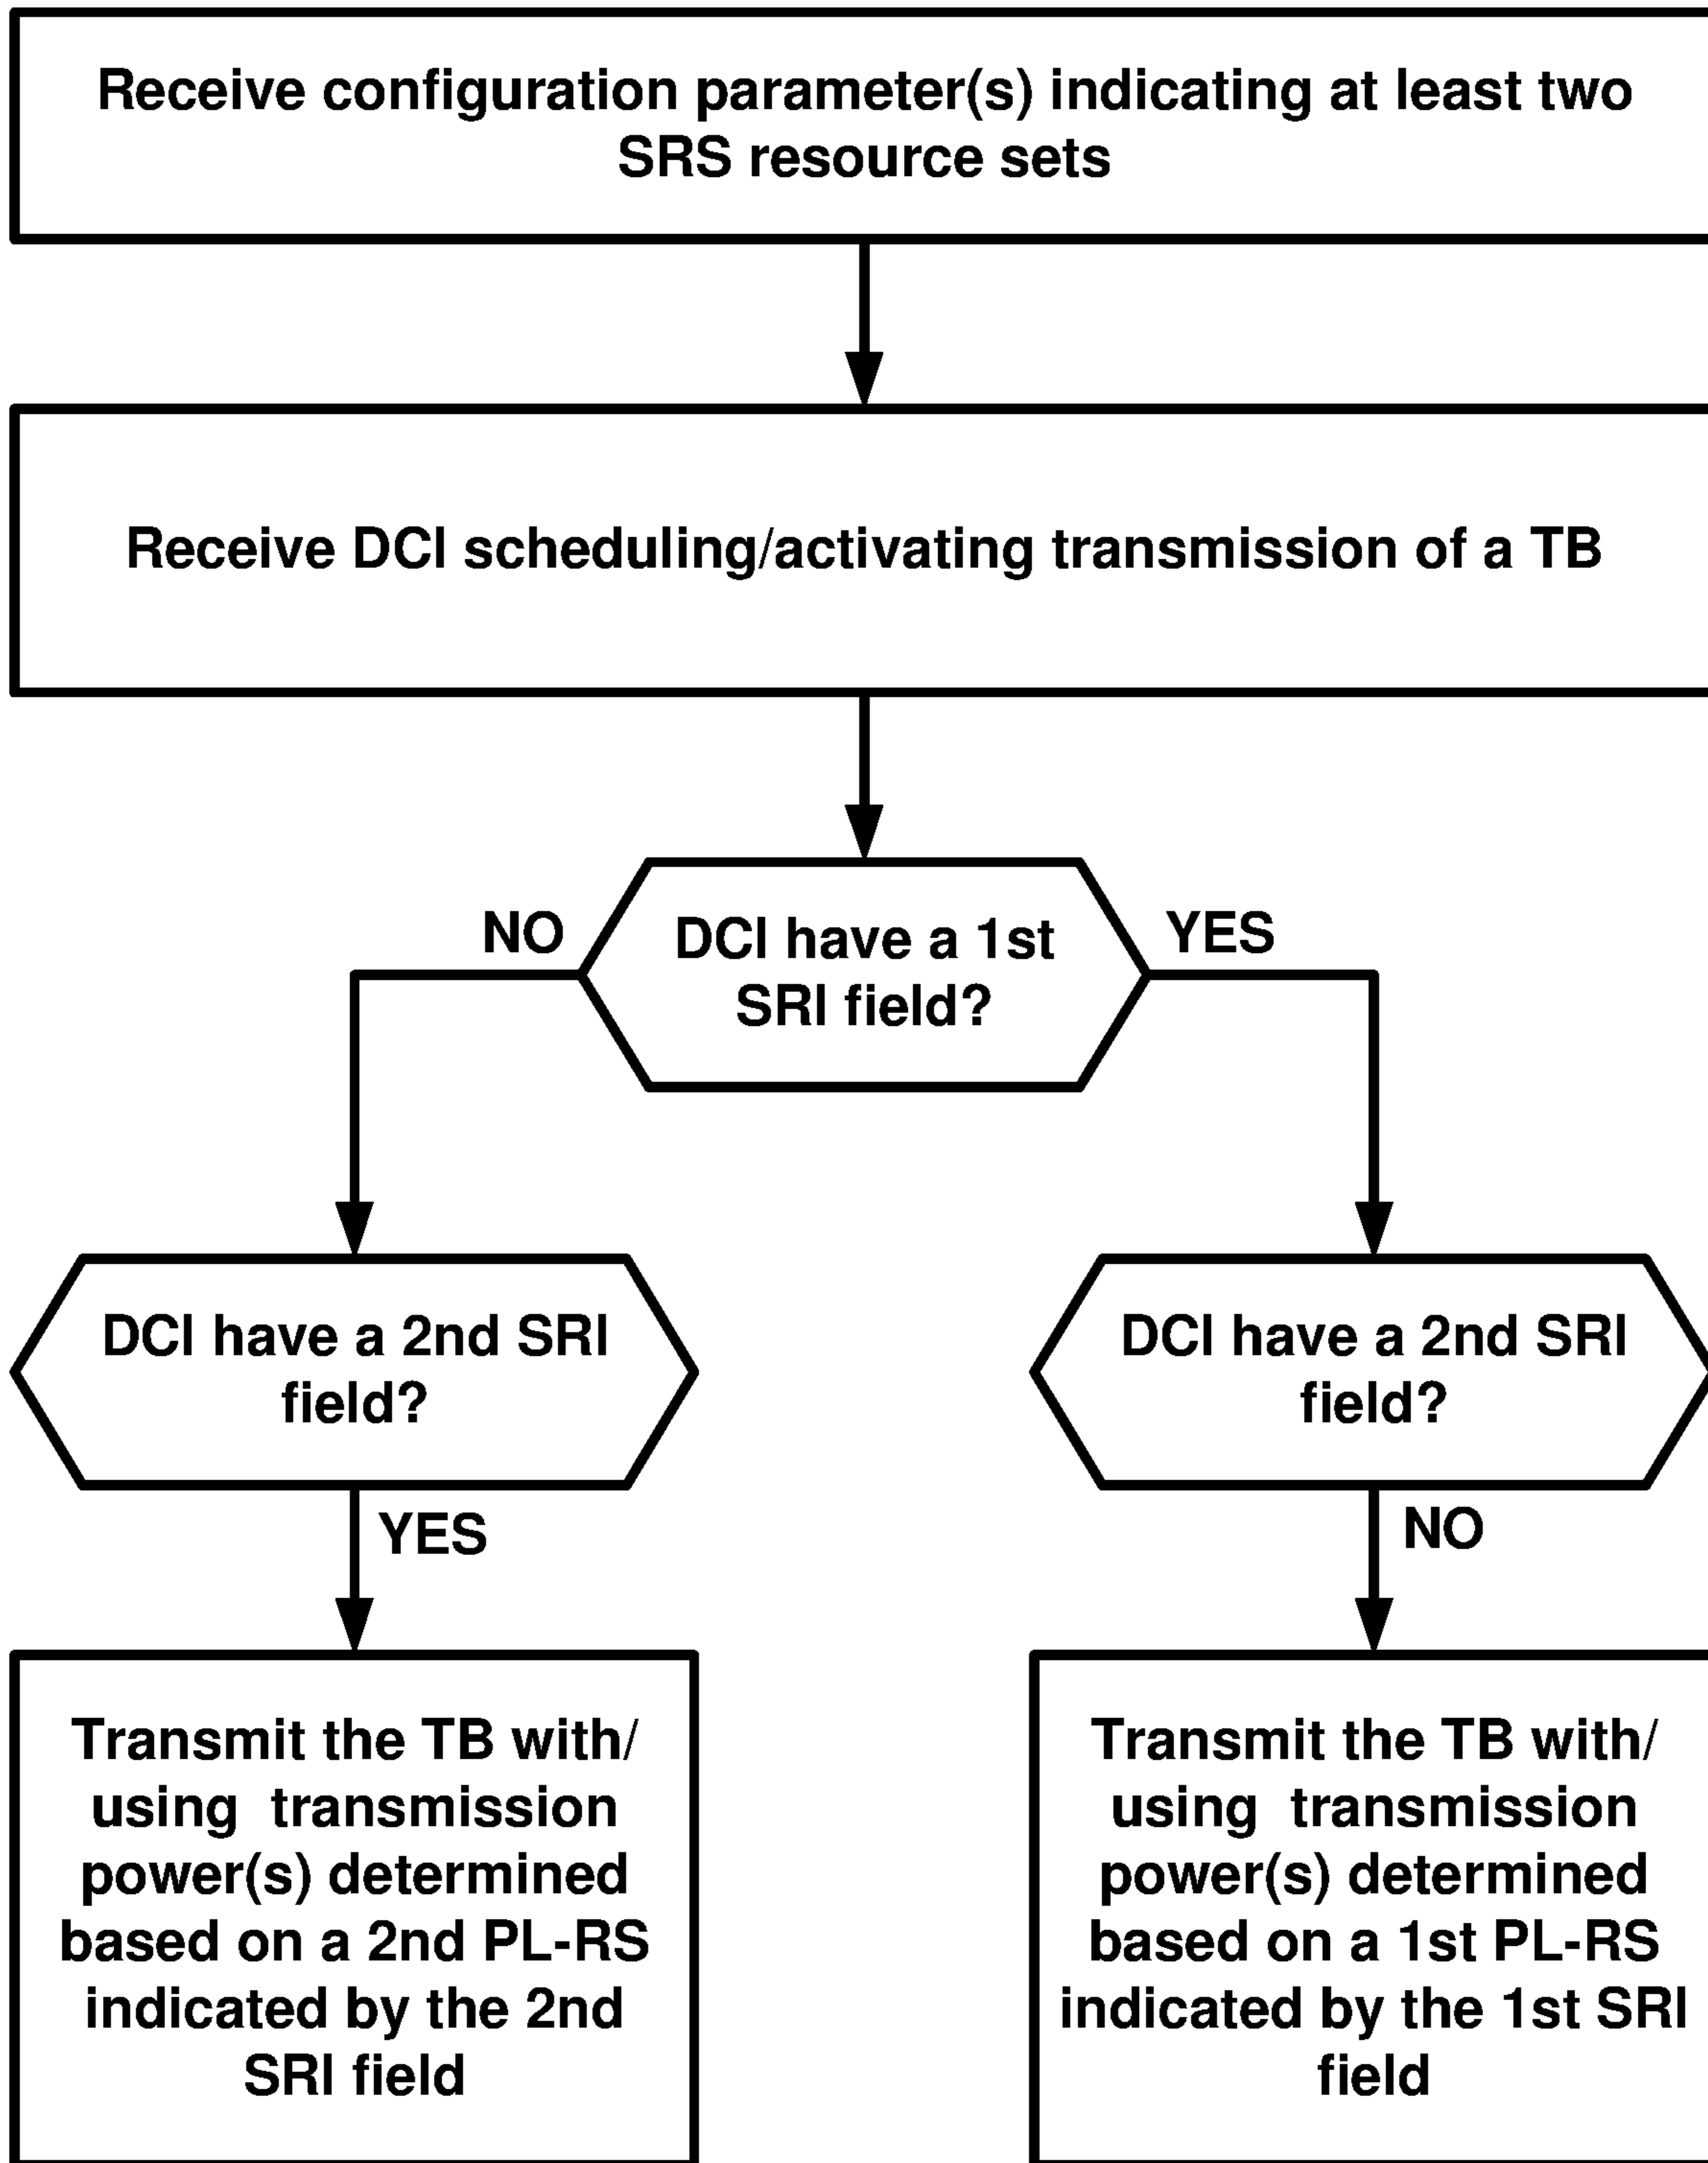 Receive configuration parameter(s) indicating at least two
SRS resource sets
Receive DCI scheduling/activating transmission of a TB
NO
DCI have a 1st
SRI field?
YES
DCI have a 2nd SRI
field?
YES
DCI have a 2nd SRI
field?
NO
Transmit the TB with/
using transmission
power(s) determined
based on a 2nd PL-RS
indicated by the 2nd
SRI field
Transmit the TB with/
using transmission
power(s) determined
based on a 1st PL-RS
indicated by the 1st SRI
field